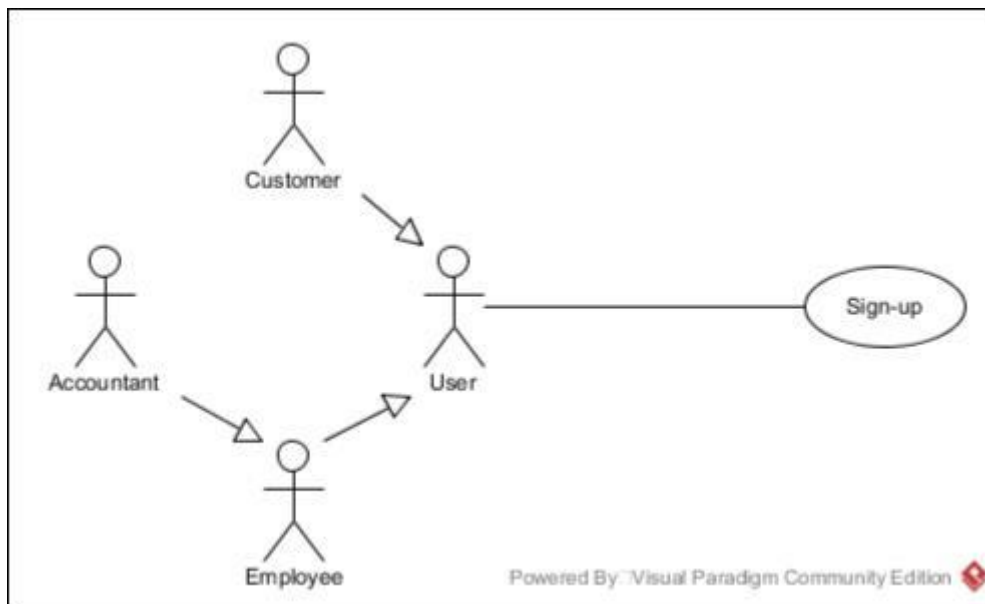 Customer
Sign-up
Accountant
User
Employee
Powered By Visual Paradigm Community Edition